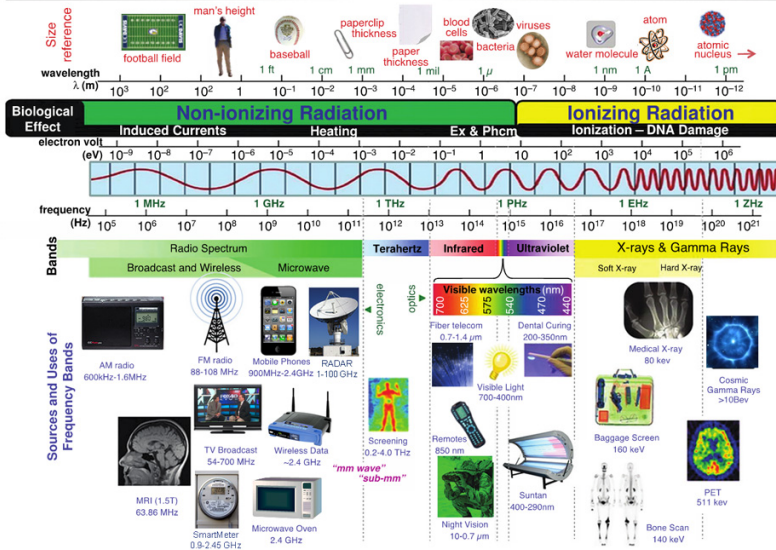 Size reference
football field
man's height
baseball
paperclip thickness
paper thickness
blood cells
bacteria
viruses
water molecule
atom
atomic nucleus
wavelength
λ (m)
1 ft 1 cm 1 mm 1 mil 1 µ 1 nm 1 A 1 pm
10³ 10² 10² 1 10⁻¹ 10⁻² 10⁻³ 10⁻⁴ 10⁻⁵ 10⁻⁶ 10⁻⁷ 10⁻⁸ 10⁻⁹ 10⁻¹⁰ 10⁻¹¹ 10⁻¹²
Biological Effect
Non-ionizing Radiation
Ionizing Radiation
Induced Currents
Heating
Ex & Phcm
Ionization – DNA Damage
electron volt
(eV)
10⁻⁹ 10⁻⁸ 10⁻⁷ 10⁻⁶ 10⁻⁵ 10⁻⁴ 10⁻³ 10⁻² 10⁻¹ 1 10 10² 10³ 10⁴ 10⁵ 10⁶
1 MHz 1 GHz 1 THz 1 PHz 1 EHz 1 ZHz
frequency
(Hz)
10⁵ 10⁶ 10⁷ 10⁸ 10⁹ 10¹⁰ 10¹¹ 10¹² 10¹³ 10¹⁴ 10¹⁵ 10¹⁶ 10¹⁷ 10¹⁸ 10¹⁹ 10²⁰ 10²¹
Bands
Radio Spectrum
Terahertz
Infrared
Ultraviolet
X-rays & Gamma Rays
Broadcast and Wireless
Microwave
Soft X-ray
Hard X-ray
electronics
optics
Visible wavelengths (nm)
700 625 575 540 470 440
Sources and Uses of
Frequency Bands
AM radio
600kHz-1.6MHz
FM radio
88-108 MHz
Mobile Phones
900MHz-2.4GHz
RADAR
1-100 GHz
Fiber telecom
0.7-1.4 µm
Dental Curing
200-350nm
Visible Light
700-400nm
Medical X-ray
80 kev
Cosmic
Gamma Rays
>10Bev
TV Broadcast
54-700 MHz
Wireless Data
~2.4 GHz
Screening
0.2-4.0 THz
"mm wave"
"sub-mm"
Remotes
850 nm
Baggage Screen
160 keV
MRI (1.5T)
63.86 MHz
SmartMeter
0.9-2.45 GHz
Microwave Oven
2.4 GHz
Night Vision
10-0.7 µm
Suntan
400-290nm
Bone Scan
140 keV
PET
511 kev